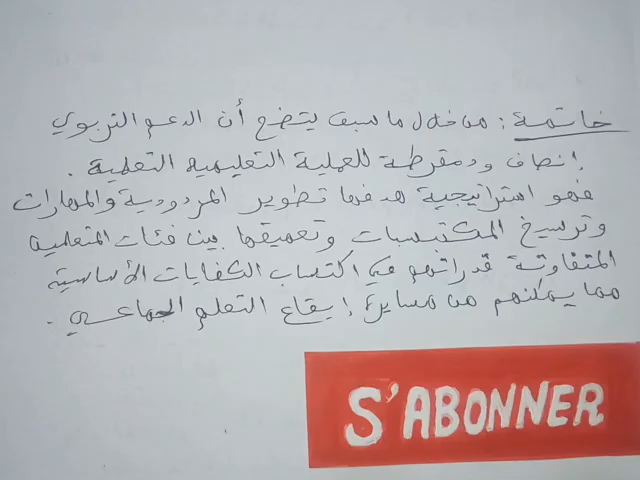 خاتمة : من خلال ما سبق يتضح أن الدعم التربوي
إنصاف ودمقرطة للعملية التعليمية التعلمية .
فهو استراتيجية هدفها تطوير المردودية والمهارات
وترسيخ المكتسبات وتعميقها بين فئات المتعلمين
المتفاوتة قدراتهم في اكتساب الكفايات الأساسية
مما يمكنهم من مسايرة إيقاع التعلم الجماعي .
S'ABONNER